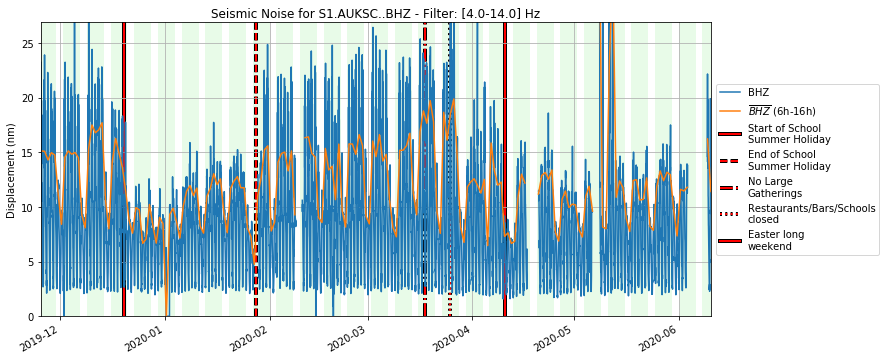 Seismic Noise for S1.AUKSC..BHZ - Filter: [4.0-14.0] Hz
Displacement (nm)
25
20
15
10
5
0
2019-12
2020-01
2020-02
2020-03
2020-04
2020-05
2020-06
BHZ
BHZ (6h-16h)
Start of School
Summer Holiday
End of School
Summer Holiday
No Large
Gatherings
Restaurants/Bars/Schools
closed
Easter long
weekend